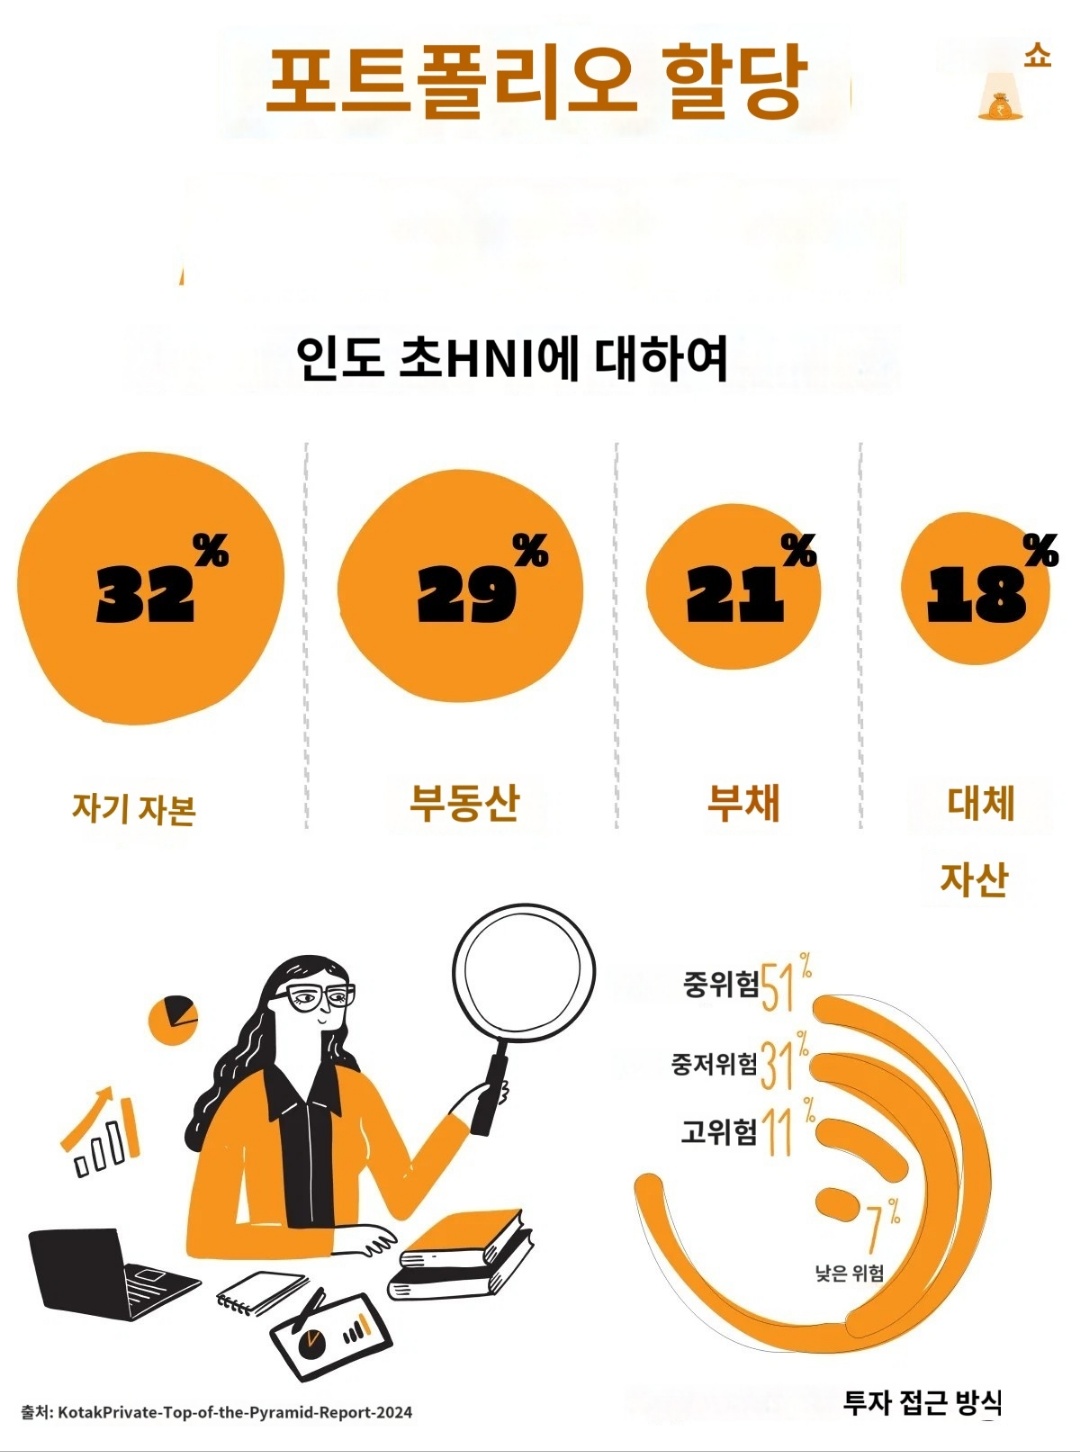 포트폴리오 할당
쇼
인도 초HNI에 대하여
32%
29%
21%
18%
자기 자본
부동산
부채
대체
자산
중위험 51%
중저위험 31%
고위험 11%
7%
낮은 위험
출처: KotakPrivate-Top-of-the-Pyramid-Report-2024
투자 접근 방식